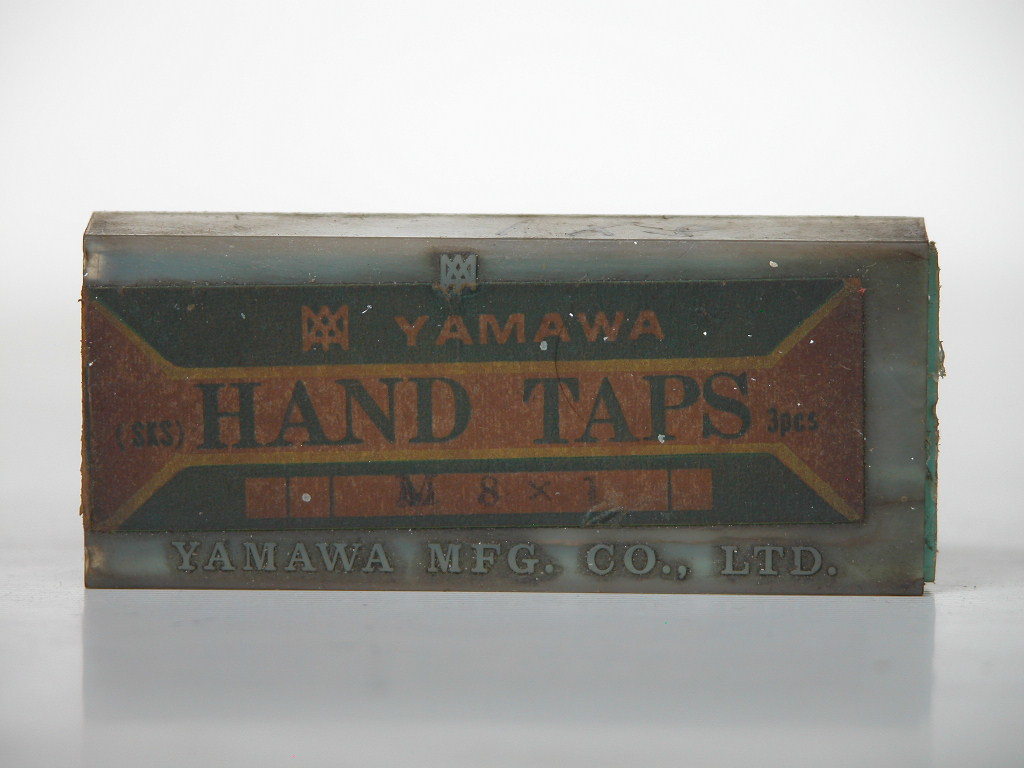 YAMAWA
(SKS) HAND TAPS 3pcs.
M 8 × 1
YAMAWA MFG. CO., LTD.